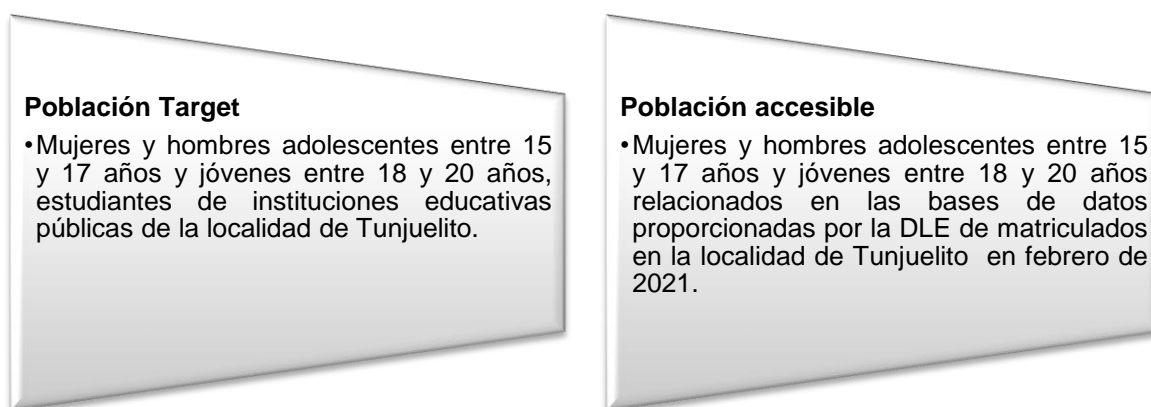 Población Target
•Mujeres y hombres adolescentes entre 15
y 17 años y jóvenes entre 18 y 20 años,
estudiantes de instituciones educativas
públicas de la localidad de Tunjuelito.
Población accesible
•Mujeres y hombres adolescentes entre 15
y 17 años y jóvenes entre 18 y 20 años
relacionados en las bases de datos
proporcionadas por la DLE de matriculados
en la localidad de Tunjuelito en febrero de
2021.